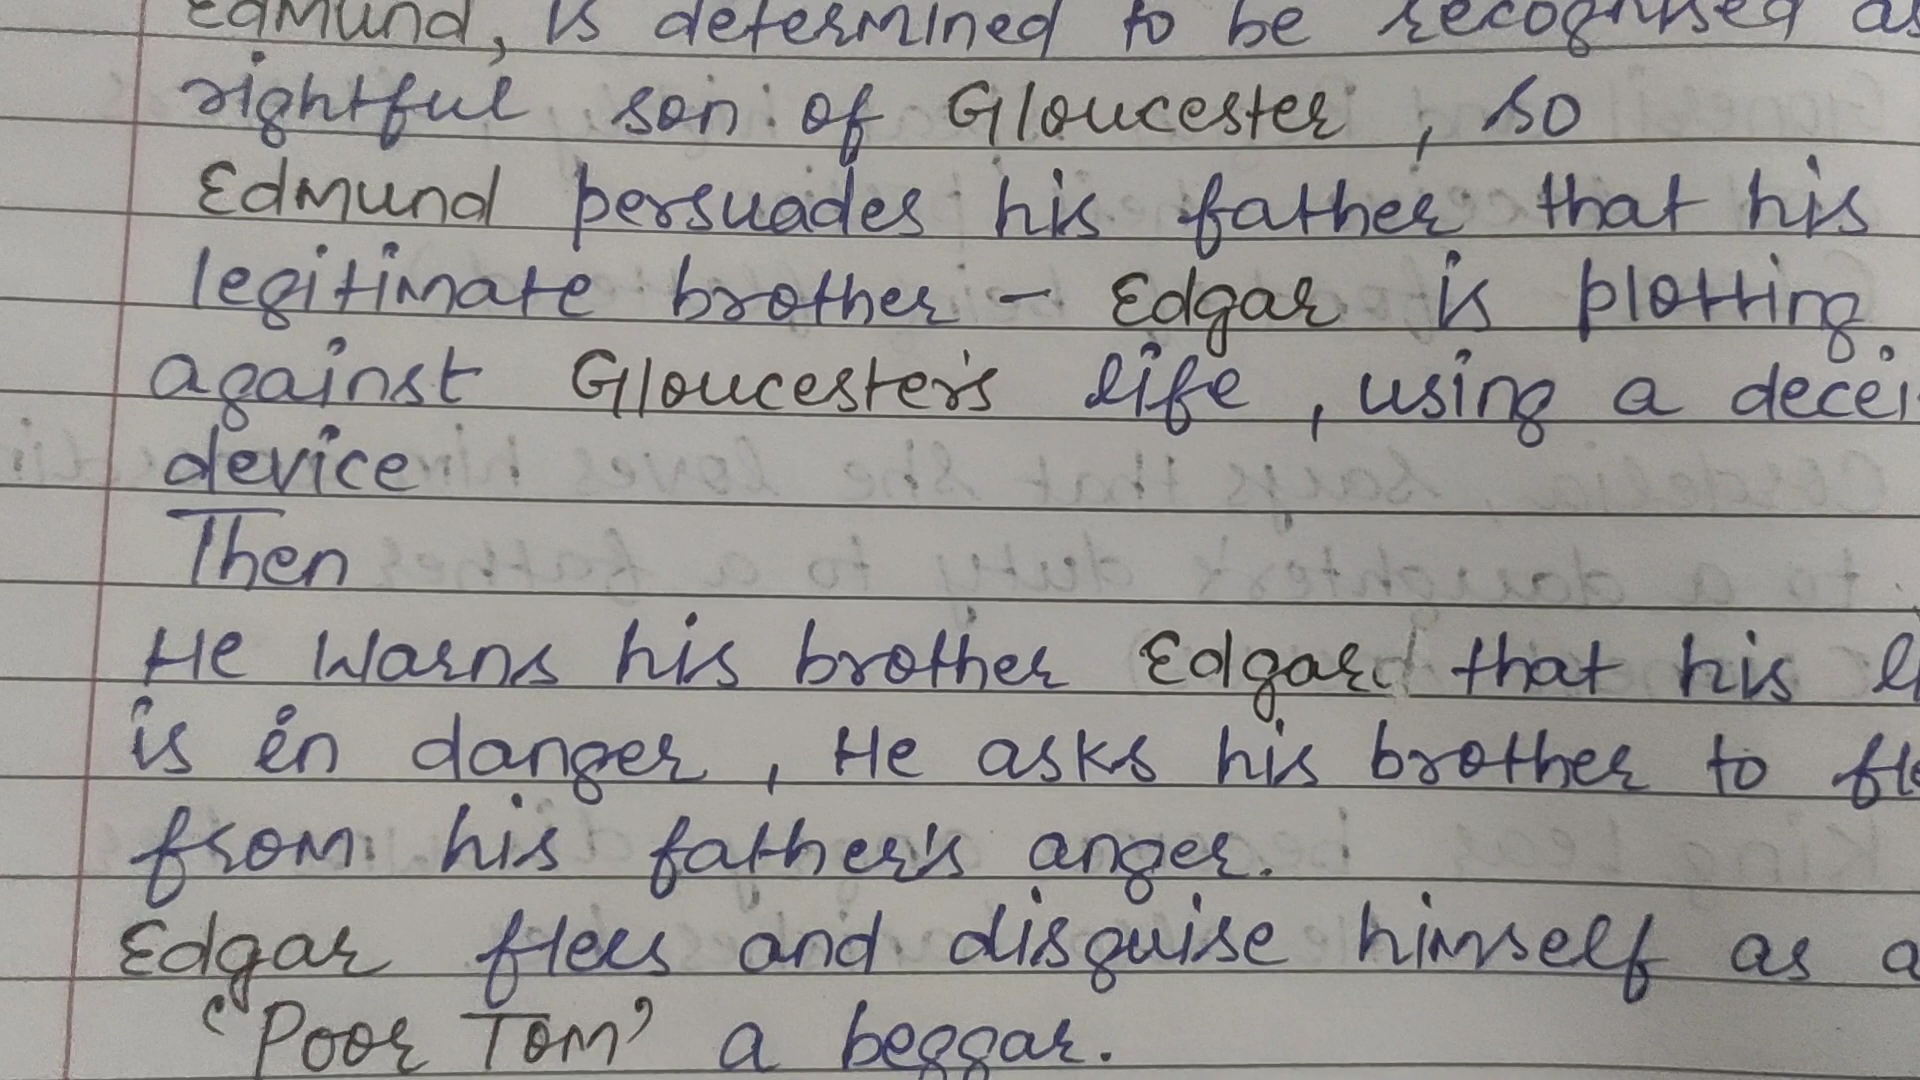 Edmund, is determined to be recognised as
rightful son of Gloucester, so
Edmund persuades his father that his
legitimate brother - Edgar is plotting
against Gloucester's life, using a decei
device
Then
He warns his brother Edgar that his li
is in danger, He asks his brother to fle
from his father's anger.
Edgar flees and disguise himself as a
"Poor Tom" a beggar.